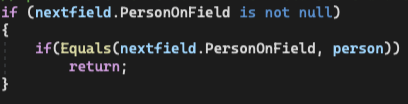 if (nextfield.PersonOnField is not null)
{
if(Equals(nextfield.PersonOnField, person))
return;
}